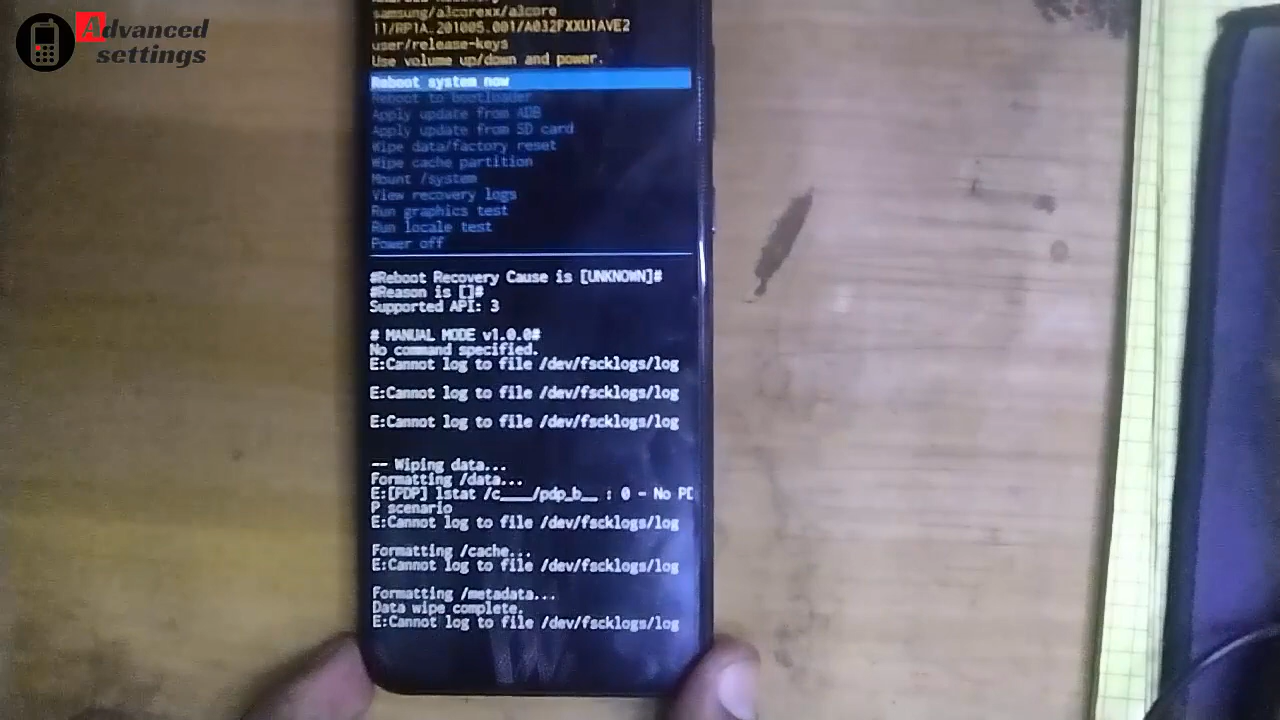 Advanced
settings
samsung/a3corexx/a3core
11/RP1A.201005.001/A032FXXU1AVE2
user/release-keys
Use volume up/down and power.
Reboot system now
Reboot to bootloader
Apply update from ADB
Apply update from SD card
Wipe data/factory reset
Wipe cache partition
Mount /system
View recovery logs
Run graphics test
Run locale test
Power off
#Reboot Recovery Cause is [UNKNOWN]#
#Reason is []#
Supported API: 3
# MANUAL MODE v1.0.0#
No command specified.
E:Cannot log to file /dev/fscklogs/log
E:Cannot log to file /dev/fscklogs/log
E:Cannot log to file /dev/fscklogs/log
-- Wiping data...
Formatting /data...
E:[PDP] lstat /c____/pdp_b__ : 0 - No PD
P scenario
E:Cannot log to file /dev/fscklogs/log
Formatting /cache...
E:Cannot log to file /dev/fscklogs/log
Formatting /metadata...
Data wipe complete.
E:Cannot log to file /dev/fscklogs/log